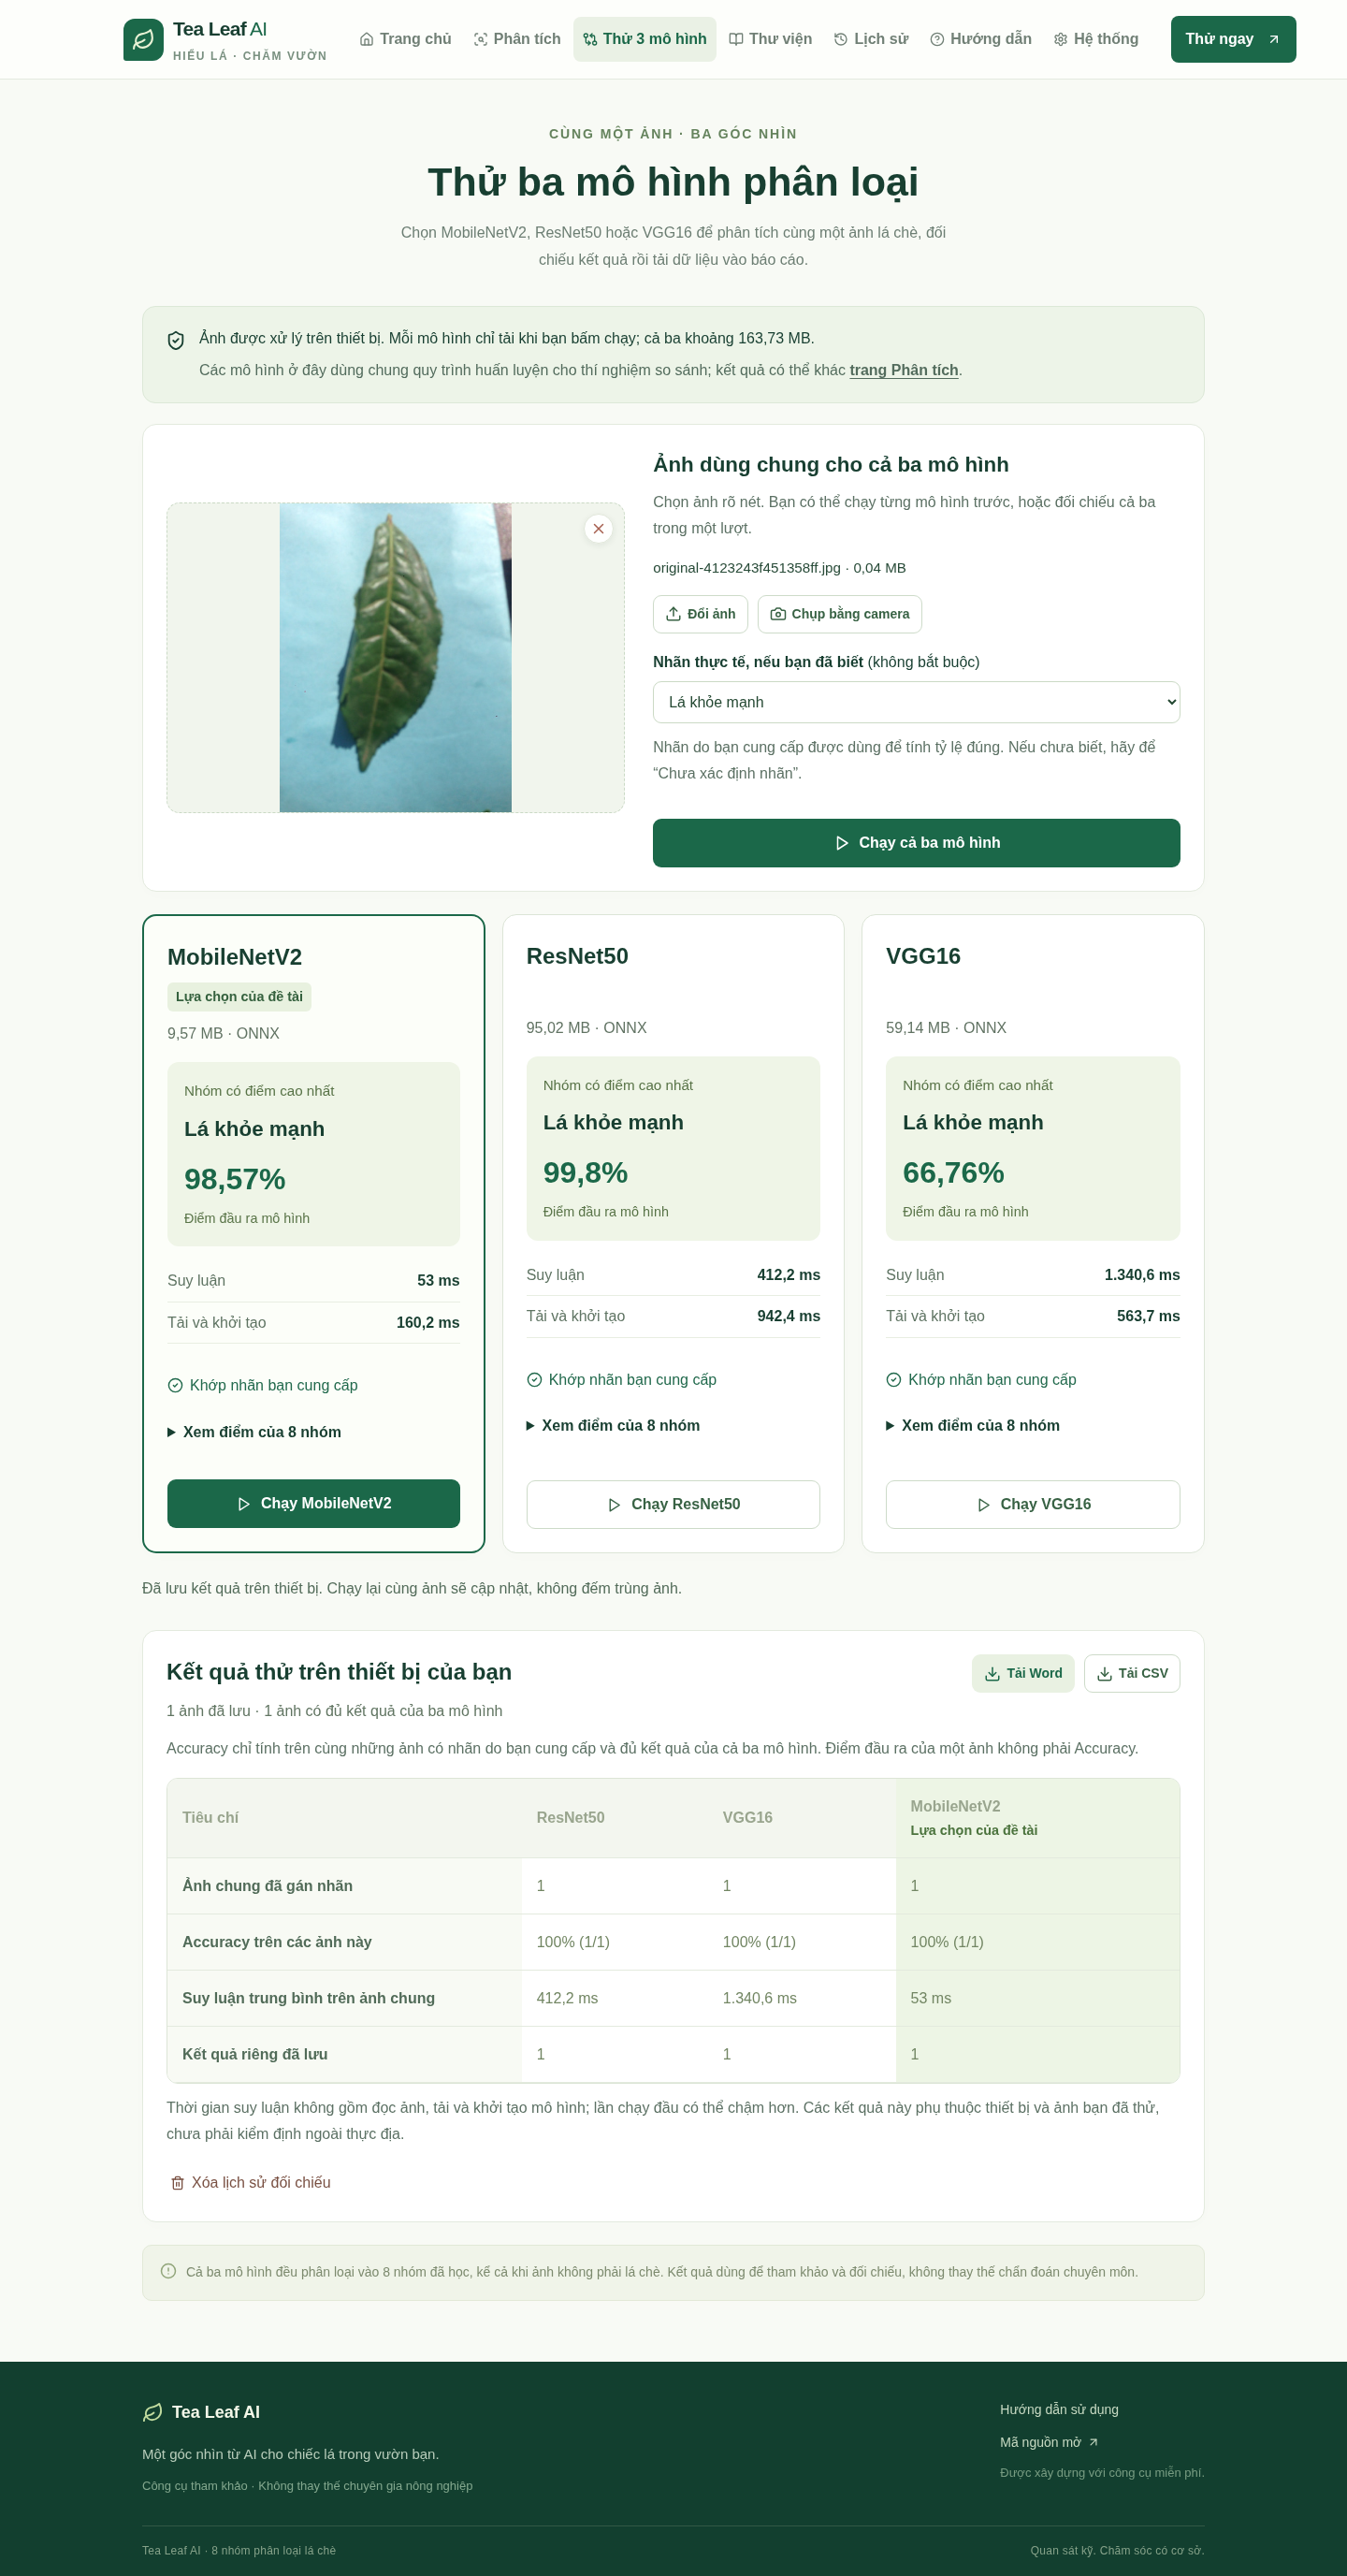 Tea Leaf AI
HIỂU LÁ · CHĂM VƯỜN
Trang chủ
Phân tích
Thử 3 mô hình
Thư viện
Lịch sử
Hướng dẫn
Hệ thống
Thử ngay
CÙNG MỘT ẢNH · BA GÓC NHÌN
Thử ba mô hình phân loại
Chọn MobileNetV2, ResNet50 hoặc VGG16 để phân tích cùng một ảnh lá chè, đối
chiếu kết quả rồi tải dữ liệu vào báo cáo.
Ảnh được xử lý trên thiết bị. Mỗi mô hình chỉ tải khi bạn bấm chạy; cả ba khoảng 163,73 MB.
Các mô hình ở đây dùng chung quy trình huấn luyện cho thí nghiệm so sánh; kết quả có thể khác trang Phân tích.
Ảnh dùng chung cho cả ba mô hình
Chọn ảnh rõ nét. Bạn có thể chạy từng mô hình trước, hoặc đối chiếu cả ba
trong một lượt.
original-4123243f451358ff.jpg · 0,04 MB
Đổi ảnh
Chụp bằng camera
Nhãn thực tế, nếu bạn đã biết (không bắt buộc)
Lá khỏe mạnh
Nhãn do bạn cung cấp được dùng để tính tỷ lệ đúng. Nếu chưa biết, hãy để
“Chưa xác định nhãn”.
Chạy cả ba mô hình
MobileNetV2
Lựa chọn của đề tài
9,57 MB · ONNX
Nhóm có điểm cao nhất
Lá khỏe mạnh
98,57%
Điểm đầu ra mô hình
Suy luận 53 ms
Tải và khởi tạo 160,2 ms
Khớp nhãn bạn cung cấp
Xem điểm của 8 nhóm
Chạy MobileNetV2
ResNet50
95,02 MB · ONNX
Nhóm có điểm cao nhất
Lá khỏe mạnh
99,8%
Điểm đầu ra mô hình
Suy luận 412,2 ms
Tải và khởi tạo 942,4 ms
Khớp nhãn bạn cung cấp
Xem điểm của 8 nhóm
Chạy ResNet50
VGG16
59,14 MB · ONNX
Nhóm có điểm cao nhất
Lá khỏe mạnh
66,76%
Điểm đầu ra mô hình
Suy luận 1.340,6 ms
Tải và khởi tạo 563,7 ms
Khớp nhãn bạn cung cấp
Xem điểm của 8 nhóm
Chạy VGG16
Đã lưu kết quả trên thiết bị. Chạy lại cùng ảnh sẽ cập nhật, không đếm trùng ảnh.
Kết quả thử trên thiết bị của bạn
Tải Word
Tải CSV
1 ảnh đã lưu · 1 ảnh có đủ kết quả của ba mô hình
Accuracy chỉ tính trên cùng những ảnh có nhãn do bạn cung cấp và đủ kết quả của cả ba mô hình. Điểm đầu ra của một ảnh không phải Accuracy.
Tiêu chí ResNet50 VGG16 MobileNetV2
Lựa chọn của đề tài
Ảnh chung đã gán nhãn 1 1 1
Accuracy trên các ảnh này 100% (1/1) 100% (1/1) 100% (1/1)
Suy luận trung bình trên ảnh chung 412,2 ms 1.340,6 ms 53 ms
Kết quả riêng đã lưu 1 1 1
Thời gian suy luận không gồm đọc ảnh, tải và khởi tạo mô hình; lần chạy đầu có thể chậm hơn. Các kết quả này phụ thuộc thiết bị và ảnh bạn đã thử,
chưa phải kiểm định ngoài thực địa.
Xóa lịch sử đối chiếu
Cả ba mô hình đều phân loại vào 8 nhóm đã học, kể cả khi ảnh không phải lá chè. Kết quả dùng để tham khảo và đối chiếu, không thay thế chẩn đoán chuyên môn.
Tea Leaf AI
Một góc nhìn từ AI cho chiếc lá trong vườn bạn.
Công cụ tham khảo · Không thay thế chuyên gia nông nghiệp
Hướng dẫn sử dụng
Mã nguồn mở
Được xây dựng với công cụ miễn phí.
Tea Leaf AI · 8 nhóm phân loại lá chè
Quan sát kỹ. Chăm sóc có cơ sở.